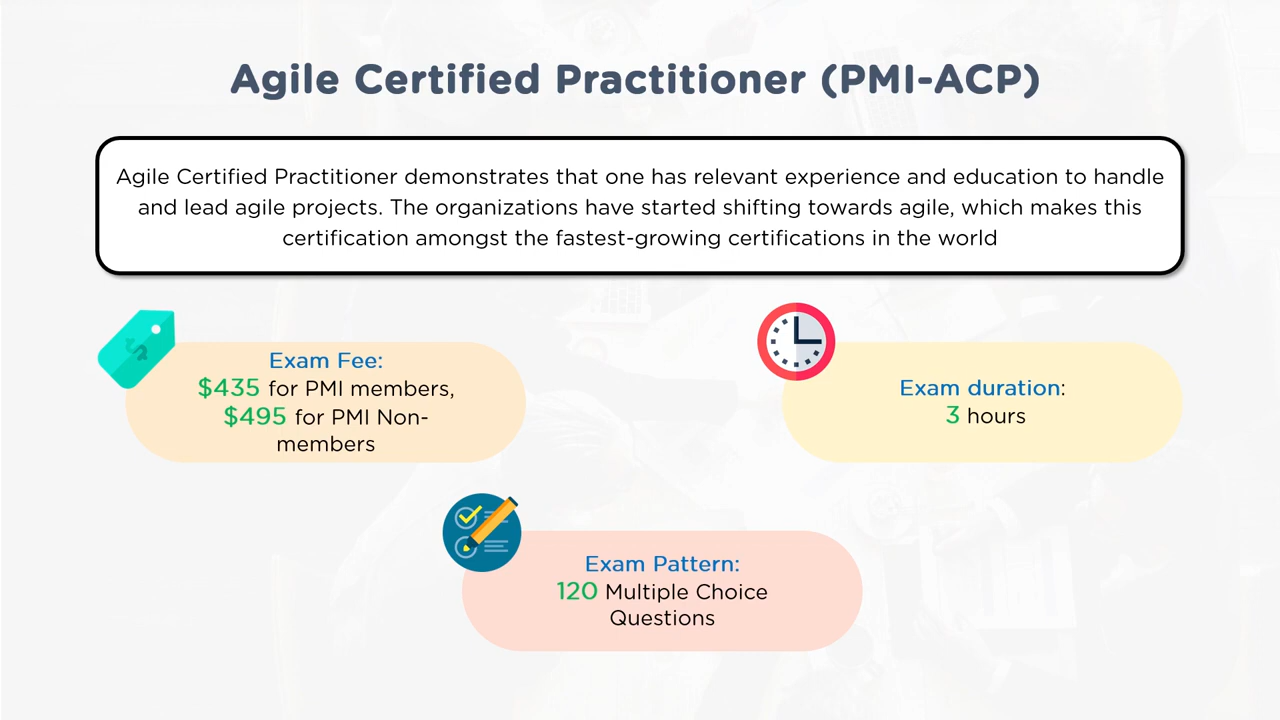 Agile Certified Practitioner (PMI-ACP)
Agile Certified Practitioner demonstrates that one has relevant experience and education to handle
and lead agile projects. The organizations have started shifting towards agile, which makes this
certification amongst the fastest-growing certifications in the world
Exam Fee:
$435 for PMI members,
$495 for PMI Non-
members
Exam duration:
3 hours
Exam Pattern:
120 Multiple Choice
Questions